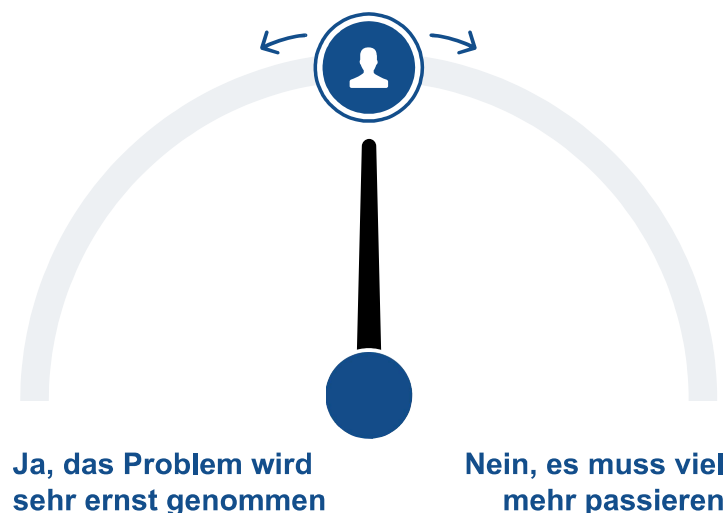 Ja, das Problem wird
sehr ernst genommen
Nein, es muss viel
mehr passieren